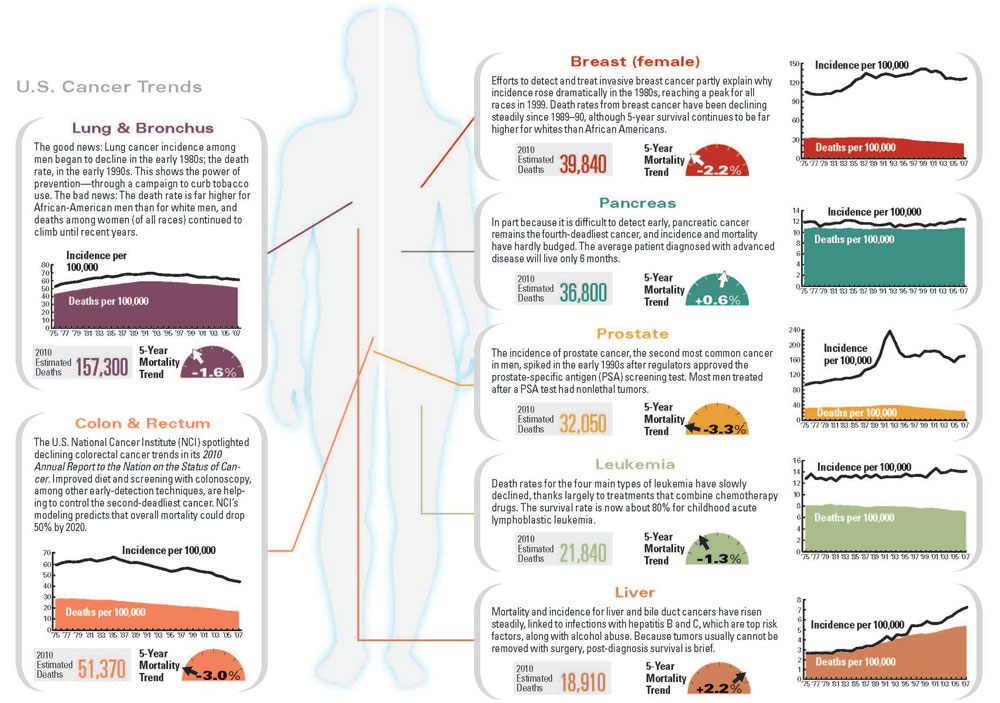 U.S. Cancer Trends
Lung & Bronchus
The good news: Lung cancer incidence among
men began to decline in the early 1980s; the death
rate, in the early 1990s. This shows the power of
prevention—through a campaign to curb tobacco
use. The bad news: The death rate is far higher for
African-American men than for white men, and
deaths among women (of all races) continued to
climb until recent years.
Incidence per
100,000
Deaths per 100,000
80
70
60
50
40
30
20
10
0
'75 '77 '79 '81 '83 '85 '87 '89 '91 '93 '95 '97 '99 '01 '03 '05 '07
2010
Estimated
Deaths
157,300
5-Year
Mortality
Trend
-1.6%
Colon & Rectum
The U.S. National Cancer Institute (NCI) spotlighted
declining colorectal cancer trends in its 2010
Annual Report to the Nation on the Status of Can-
cer. Improved diet and screening with colonoscopy,
among other early-detection techniques, are help-
ing to control the second-deadliest cancer. NCI's
modeling predicts that overall mortality could drop
50% by 2020.
Incidence per 100,000
Deaths per 100,000
70
60
50
40
30
20
10
0
'75 '77 '79 '81 '83 '85 '87 '89 '91 '93 '95 '97 '99 '01 '03 '05 '07
2010
Estimated
Deaths
51,370
5-Year
Mortality
Trend
-3.0%
Breast (female)
Efforts to detect and treat invasive breast cancer partly explain why
incidence rose dramatically in the 1980s, reaching a peak for all
races in 1999. Death rates from breast cancer have been declining
steadily since 1989–90, although 5-year survival continues to be far
higher for whites than African Americans.
2010
Estimated
Deaths
39,840
5-Year
Mortality
Trend
-2.2%
Incidence per 100,000
Deaths per 100,000
150
120
90
60
30
0
'75 '77 '79 '81 '83 '85 '87 '89 '91 '93 '95 '97 '99 '01 '03 '05 '07
Pancreas
In part because it is difficult to detect early, pancreatic cancer
remains the fourth-deadliest cancer, and incidence and mortality
have hardly budged. The average patient diagnosed with advanced
disease will live only 6 months.
2010
Estimated
Deaths
36,800
5-Year
Mortality
Trend
+0.6%
Incidence per 100,000
Deaths per 100,000
14
12
10
8
6
4
2
0
'75 '77 '79 '81 '83 '85 '87 '89 '91 '93 '95 '97 '99 '01 '03 '05 '07
Prostate
The incidence of prostate cancer, the second most common cancer
in men, spiked in the early 1990s after regulators approved the
prostate-specific antigen (PSA) screening test. Most men treated
after a PSA test had nonlethal tumors.
2010
Estimated
Deaths
32,050
5-Year
Mortality
Trend
-3.3%
Incidence
per 100,000
Deaths per 100,000
240
200
160
120
80
40
0
'75 '77 '79 '81 '83 '85 '87 '89 '91 '93 '95 '97 '99 '01 '03 '05 '07
Leukemia
Death rates for the four main types of leukemia have slowly
declined, thanks largely to treatments that combine chemotherapy
drugs. The survival rate is now about 80% for childhood acute
lymphoblastic leukemia.
2010
Estimated
Deaths
21,840
5-Year
Mortality
Trend
-1.3%
Incidence per 100,000
Deaths per 100,000
16
14
12
10
8
6
4
2
0
'75 '77 '79 '81 '83 '85 '87 '89 '91 '93 '95 '97 '99 '01 '03 '05 '07
Liver
Mortality and incidence for liver and bile duct cancers have risen
steadily, linked to infections with hepatitis B and C, which are top risk
factors, along with alcohol abuse. Because tumors usually cannot be
removed with surgery, post-diagnosis survival is brief.
2010
Estimated
Deaths
18,910
5-Year
Mortality
Trend
+2.2%
Incidence per 100,000
Deaths per 100,000
8
7
6
5
4
3
2
1
0
'75 '77 '79 '81 '83 '85 '87 '89 '91 '93 '95 '97 '99 '01 '03 '05 '07